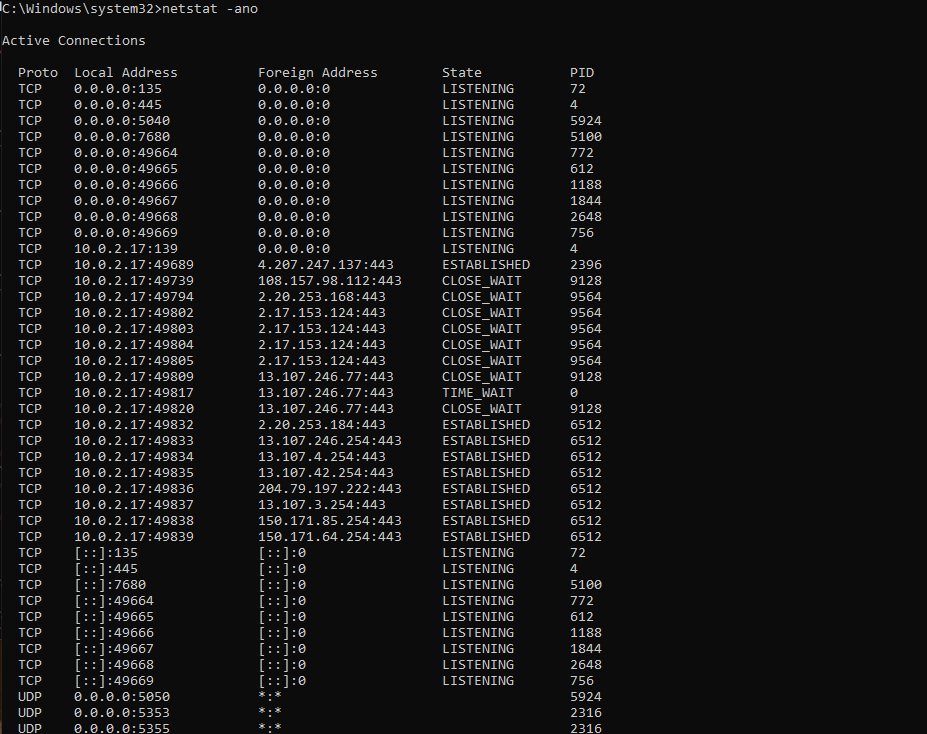 C:\Windows\system32>netstat -ano
Active Connections
Proto Local Address Foreign Address State PID
TCP 0.0.0.0:135 0.0.0.0:0 LISTENING 72
TCP 0.0.0.0:445 0.0.0.0:0 LISTENING 4
TCP 0.0.0.0:5040 0.0.0.0:0 LISTENING 5924
TCP 0.0.0.0:7680 0.0.0.0:0 LISTENING 5100
TCP 0.0.0.0:49664 0.0.0.0:0 LISTENING 772
TCP 0.0.0.0:49665 0.0.0.0:0 LISTENING 612
TCP 0.0.0.0:49666 0.0.0.0:0 LISTENING 1188
TCP 0.0.0.0:49667 0.0.0.0:0 LISTENING 1844
TCP 0.0.0.0:49668 0.0.0.0:0 LISTENING 2648
TCP 0.0.0.0:49669 0.0.0.0:0 LISTENING 756
TCP 10.0.2.17:139 0.0.0.0:0 LISTENING 4
TCP 10.0.2.17:49689 4.207.247.137:443 ESTABLISHED 2396
TCP 10.0.2.17:49739 108.157.98.112:443 CLOSE_WAIT 9128
TCP 10.0.2.17:49794 2.20.253.168:443 CLOSE_WAIT 9564
TCP 10.0.2.17:49802 2.17.153.124:443 CLOSE_WAIT 9564
TCP 10.0.2.17:49803 2.17.153.124:443 CLOSE_WAIT 9564
TCP 10.0.2.17:49804 2.17.153.124:443 CLOSE_WAIT 9564
TCP 10.0.2.17:49805 2.17.153.124:443 CLOSE_WAIT 9564
TCP 10.0.2.17:49809 13.107.246.77:443 CLOSE_WAIT 9128
TCP 10.0.2.17:49817 13.107.246.77:443 TIME_WAIT 0
TCP 10.0.2.17:49820 13.107.246.77:443 CLOSE_WAIT 9128
TCP 10.0.2.17:49832 2.20.253.184:443 ESTABLISHED 6512
TCP 10.0.2.17:49833 13.107.246.254:443 ESTABLISHED 6512
TCP 10.0.2.17:49834 13.107.4.254:443 ESTABLISHED 6512
TCP 10.0.2.17:49835 13.107.42.254:443 ESTABLISHED 6512
TCP 10.0.2.17:49836 204.79.197.222:443 ESTABLISHED 6512
TCP 10.0.2.17:49837 13.107.3.254:443 ESTABLISHED 6512
TCP 10.0.2.17:49838 150.171.85.254:443 ESTABLISHED 6512
TCP 10.0.2.17:49839 150.171.64.254:443 ESTABLISHED 6512
TCP [::]:135 [::]:0 LISTENING 72
TCP [::]:445 [::]:0 LISTENING 4
TCP [::]:7680 [::]:0 LISTENING 5100
TCP [::]:49664 [::]:0 LISTENING 772
TCP [::]:49665 [::]:0 LISTENING 612
TCP [::]:49666 [::]:0 LISTENING 1188
TCP [::]:49667 [::]:0 LISTENING 1844
TCP [::]:49668 [::]:0 LISTENING 2648
TCP [::]:49669 [::]:0 LISTENING 756
UDP 0.0.0.0:5050 *:* 5924
UDP 0.0.0.0:5353 *:* 2316
UDP 0.0.0.0:5355 *:* 2316